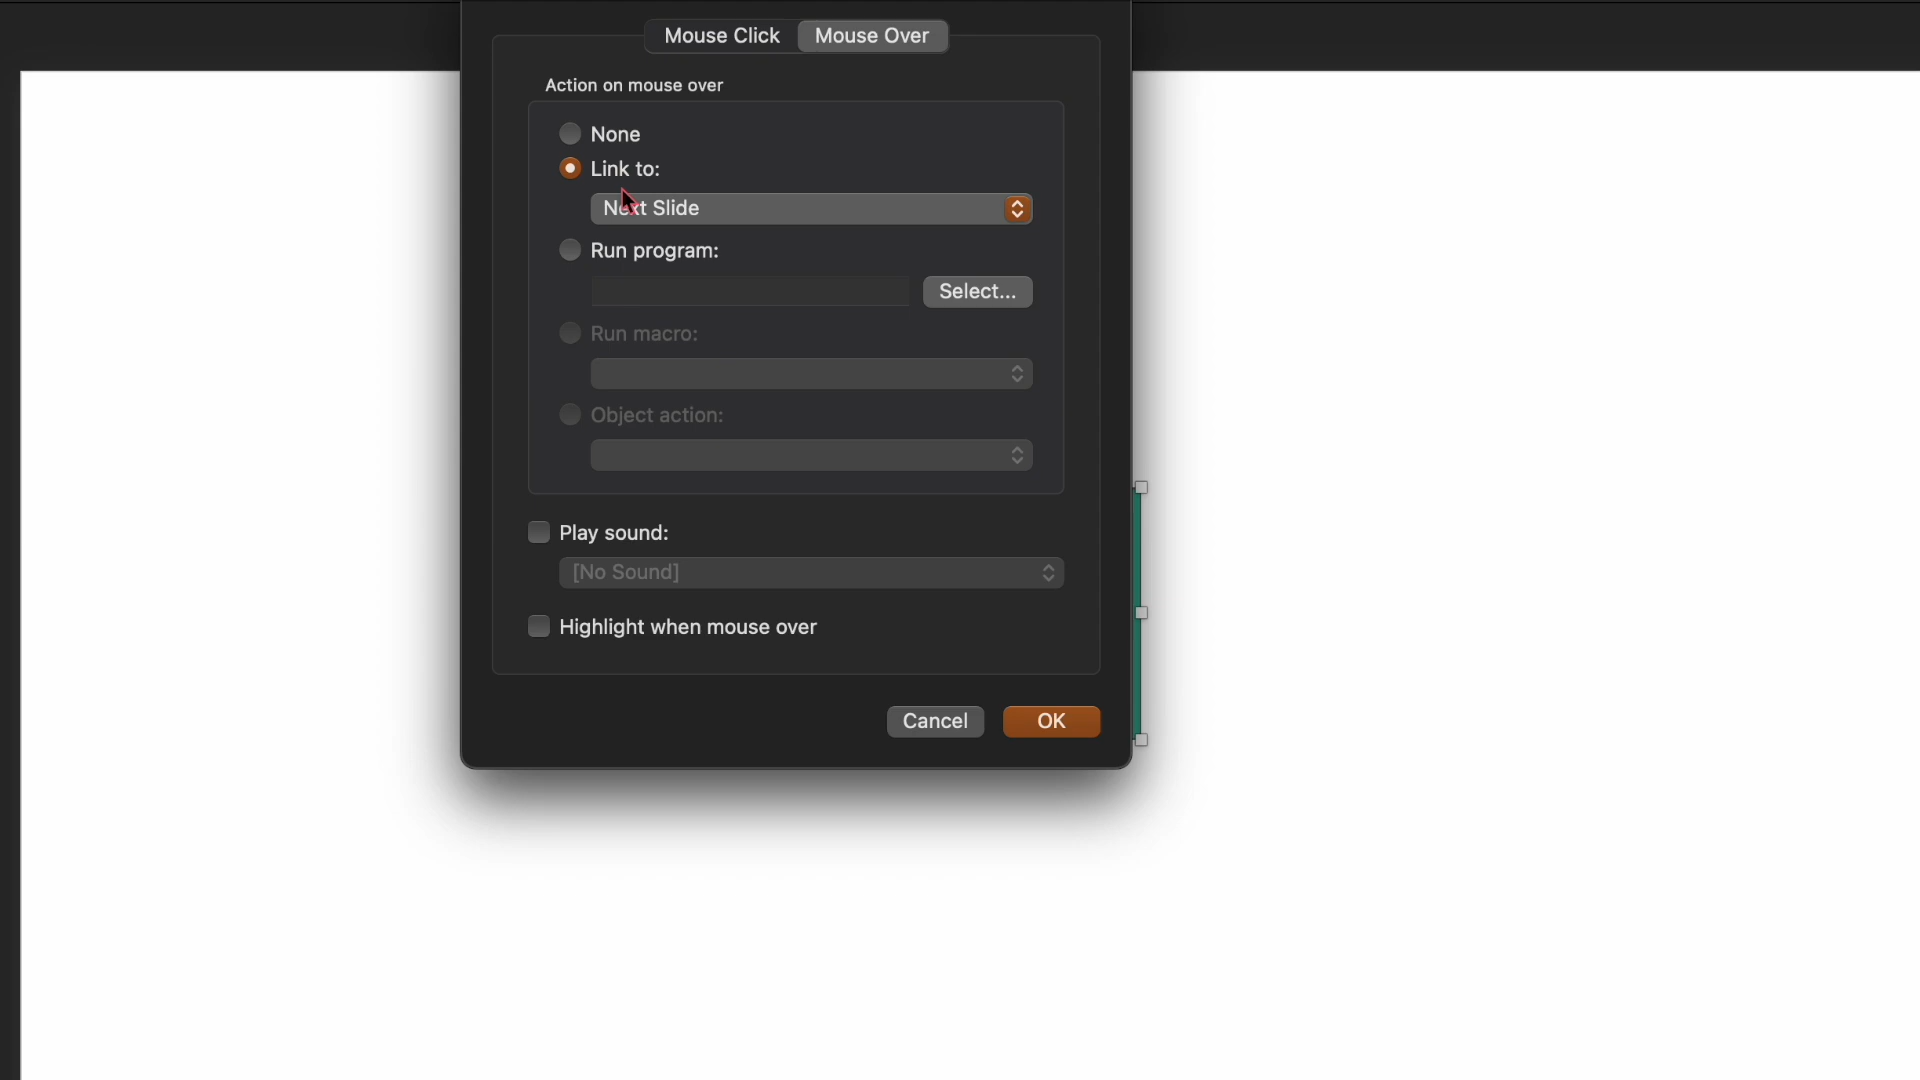 Mouse Click Mouse Over
Action on mouse over
None
Link to:
Next Slide
Run program:
Select...
Run macro:
Object action:
Play sound:
[No Sound]
Highlight when mouse over
Cancel OK